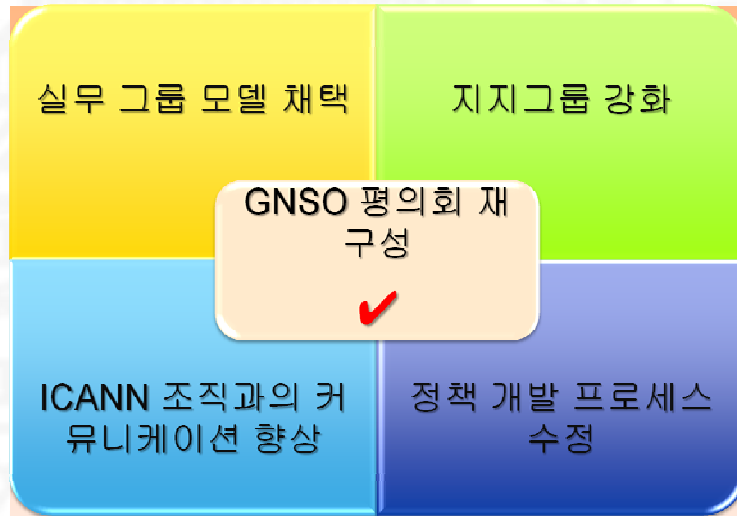 실무 그룹 모델 채택
지지그룹 강화
GNSO 평의회 재
구성
ICANN 조직과의 커
뮤니케이션 향상
정책 개발 프로세스
수정